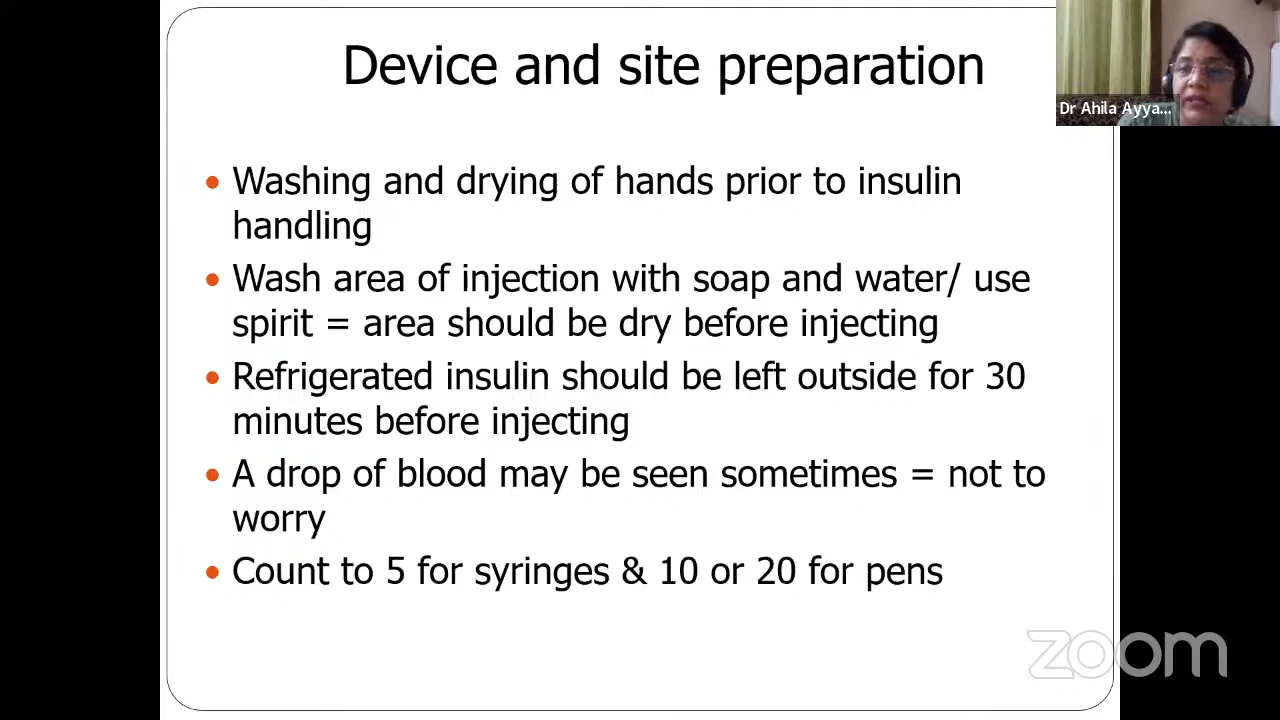 Device and site preparation
Dr Ahila Ayya...
• Washing and drying of hands prior to insulin
handling
• Wash area of injection with soap and water/ use
spirit = area should be dry before injecting
• Refrigerated insulin should be left outside for 30
minutes before injecting
• A drop of blood may be seen sometimes = not to
worry
• Count to 5 for syringes & 10 or 20 for pens
zoom